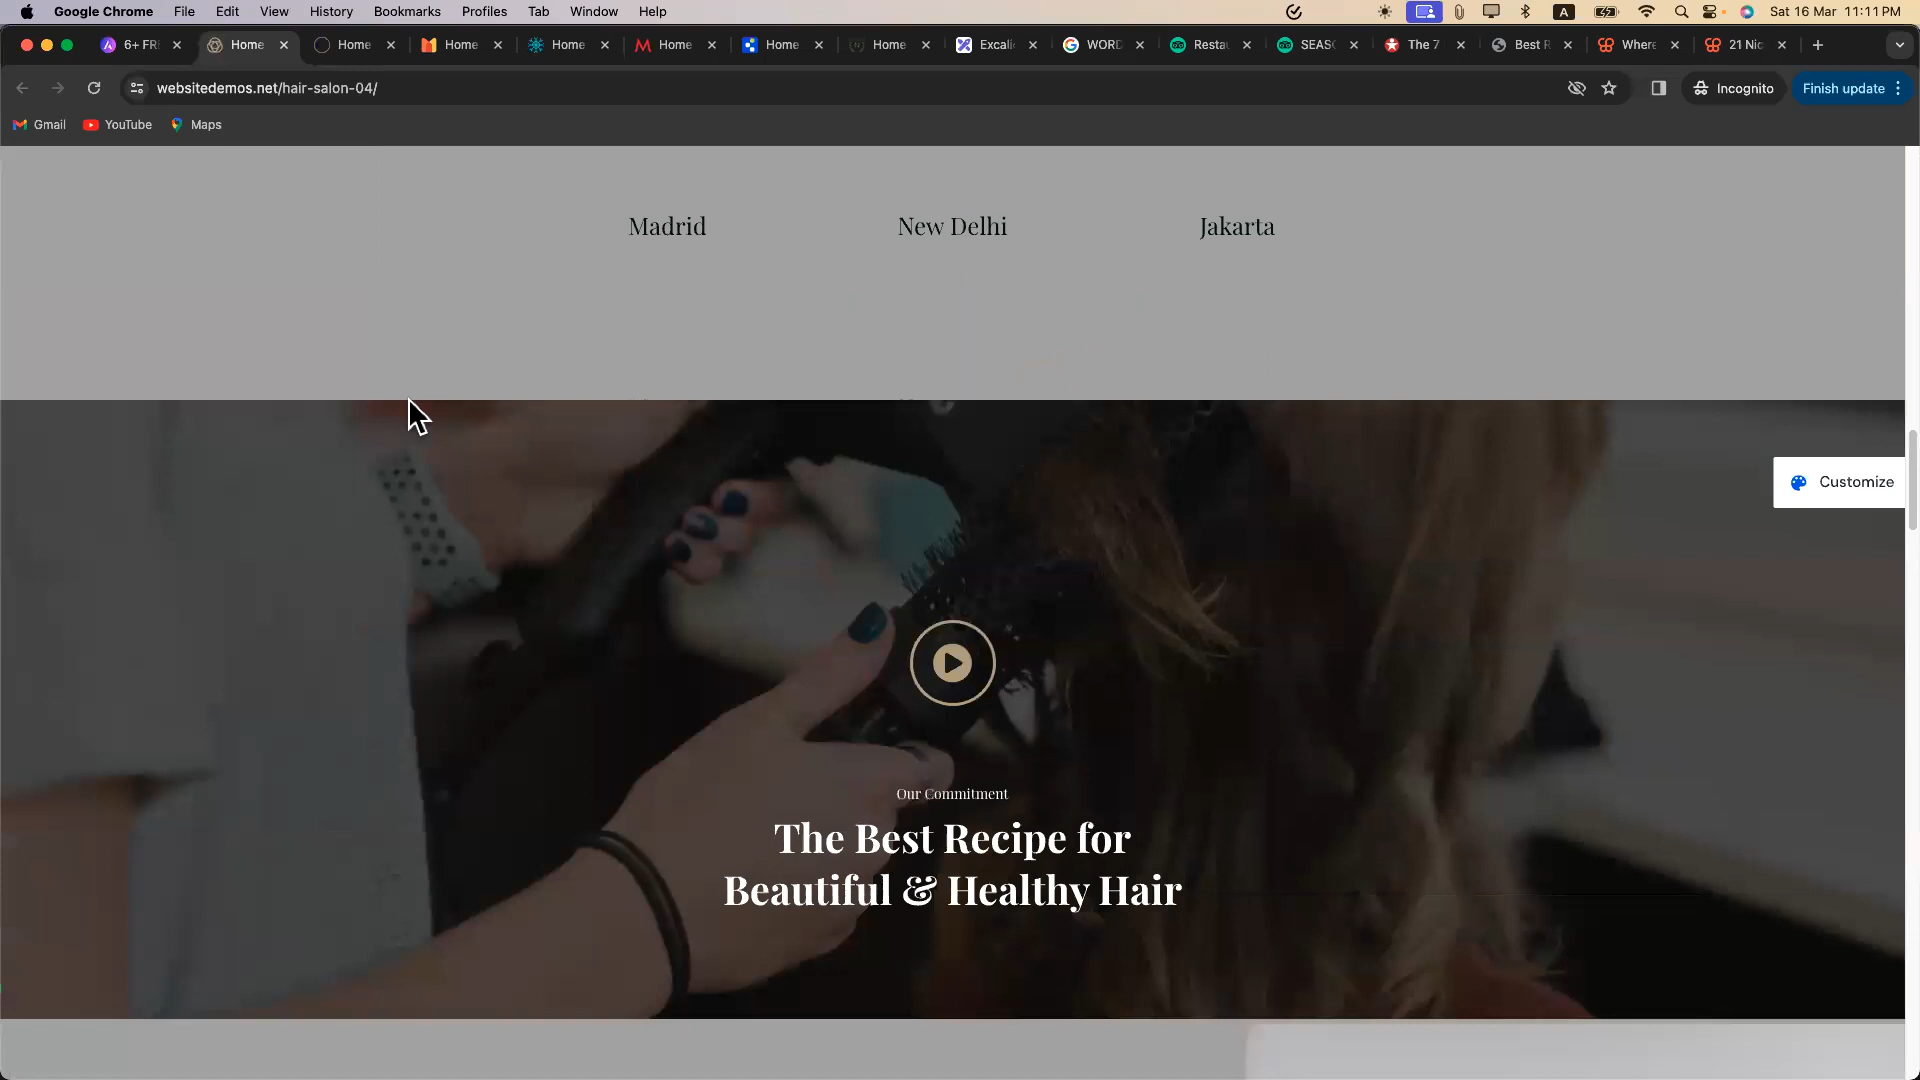 Google Chrome File Edit View History Bookmarks Profiles Tab Window Help A Sat 16 Mar 11:11 PM
6+ FR Home Home Home Home Home Home Home Excali WORD Restau SEAS The 7 Best R Where 21 Nic
websitedemos.net/hair-salon-04/ Incognito Finish update
Gmail YouTube Maps
Madrid New Delhi Jakarta
Customize
Our Commitment
The Best Recipe for
Beautiful & Healthy Hair